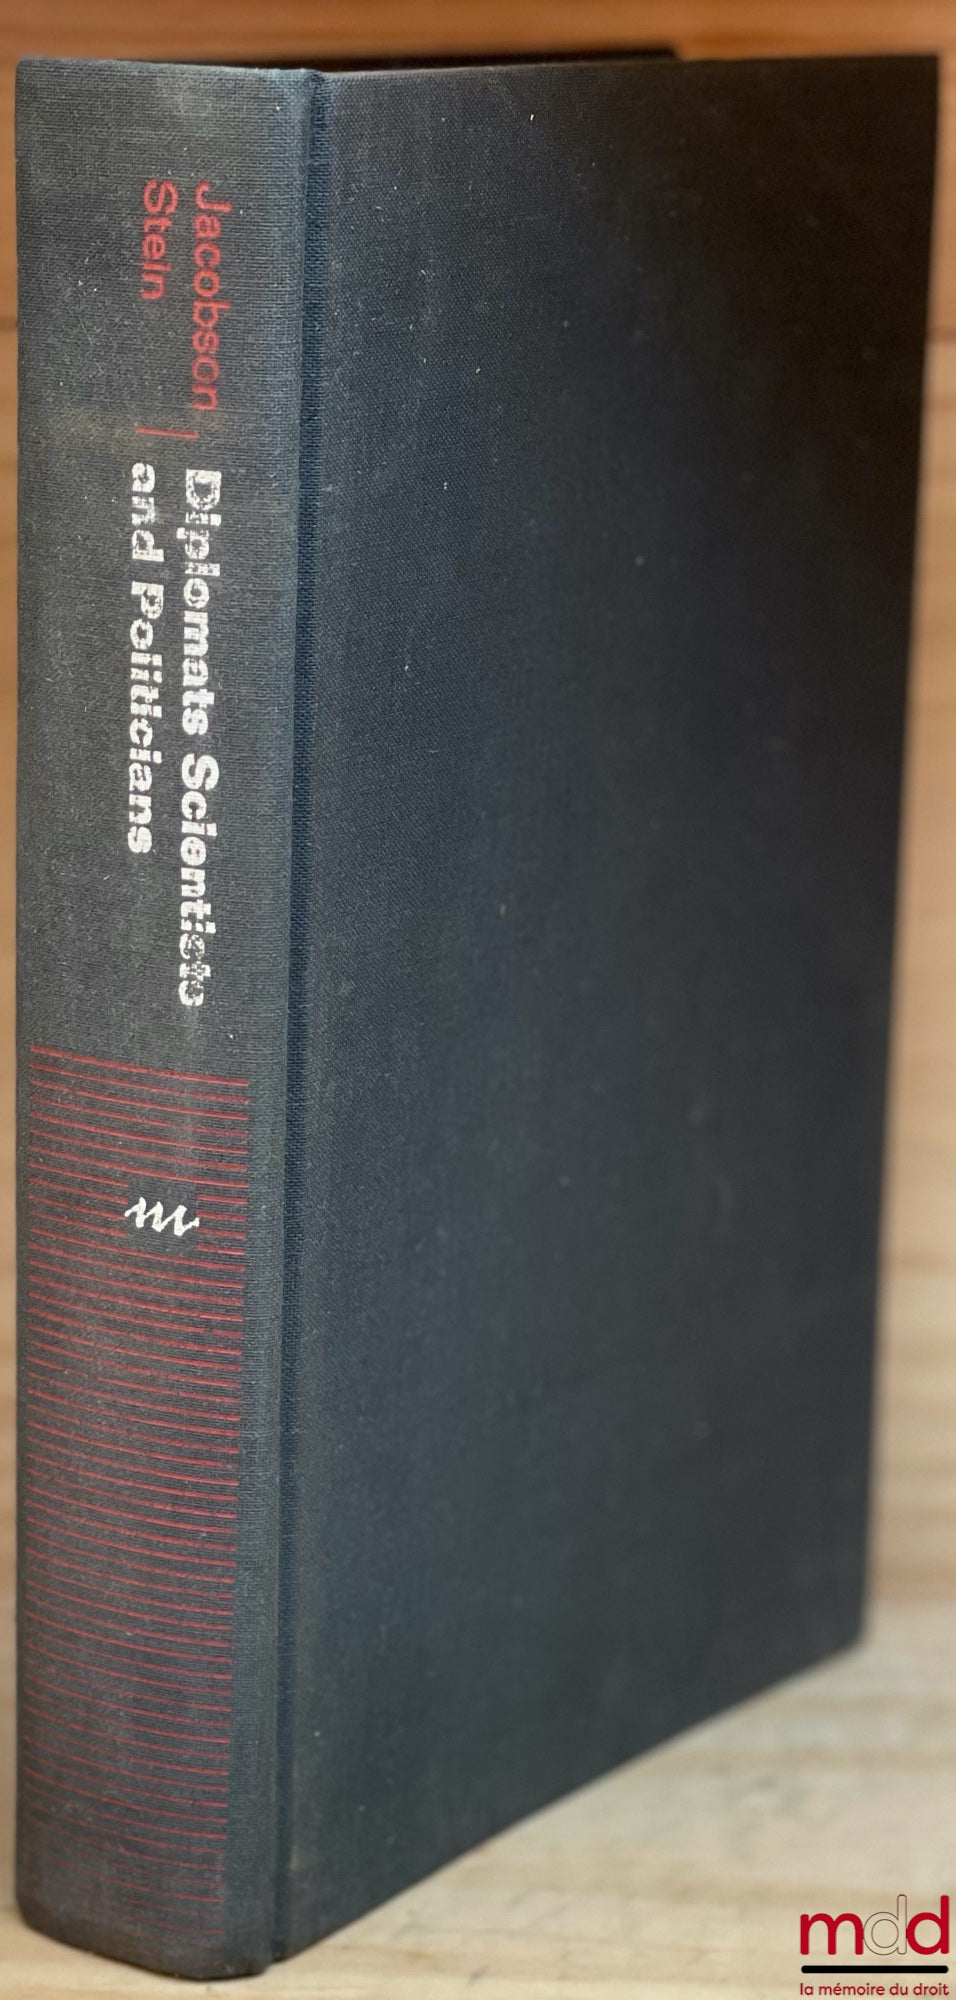 Jacobson
Stein
Diplomats Scientists
and Politicians
m
mdd
la mémoire du droit